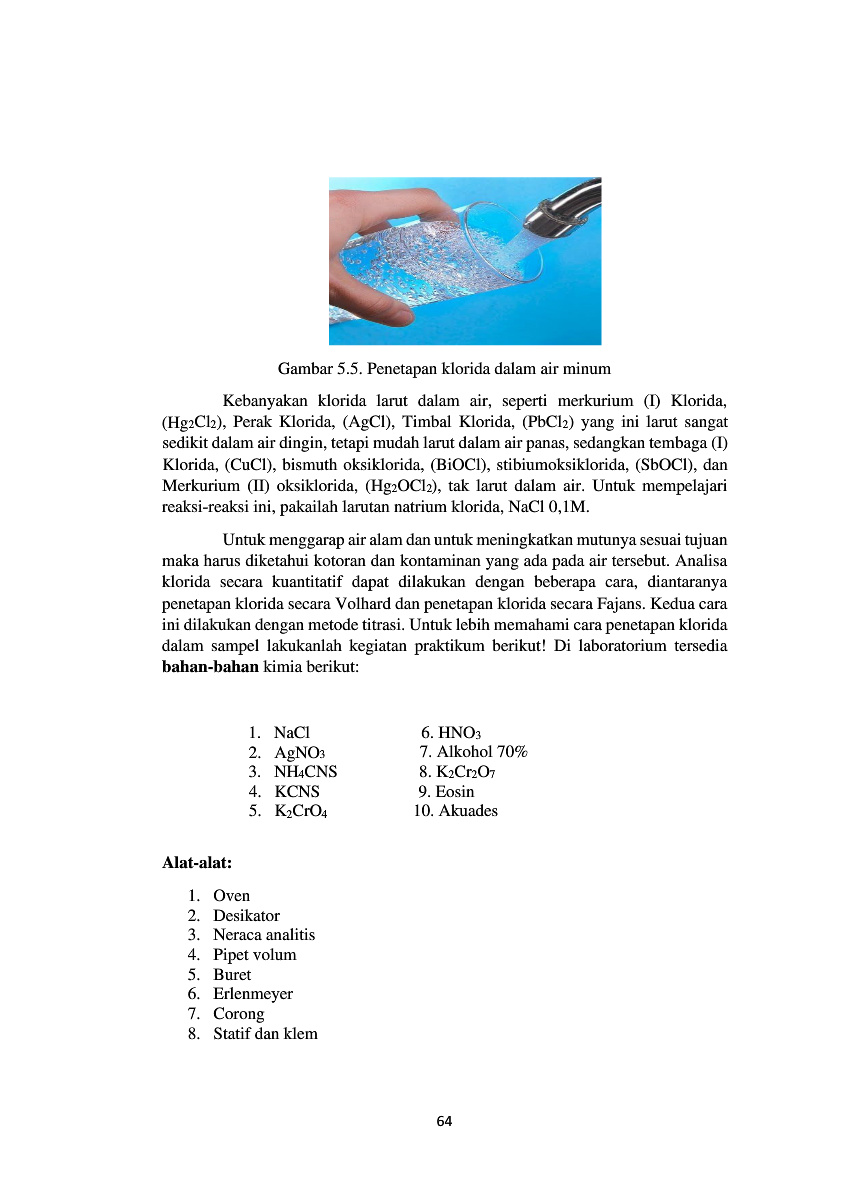 Gambar 5.5. Penetapan klorida dalam air minum
Kebanyakan klorida larut dalam air, seperti merkurium (I) Klorida,
(Hg2Cl2), Perak Klorida, (AgCl), Timbal Klorida, (PbCl2) yang ini larut sangat
sedikit dalam air dingin, tetapi mudah larut dalam air panas, sedangkan tembaga (I)
Klorida, (CuCl), bismuth oksiklorida, (BiOCl), stibiumoksiklorida, (SbOCl), dan
Merkurium (II) oksiklorida, (Hg2OCl2), tak larut dalam air. Untuk mempelajari
reaksi-reaksi ini, pakailah larutan natrium klorida, NaCl 0,1M.
Untuk menggarap air alam dan untuk meningkatkan mutunya sesuai tujuan
maka harus diketahui kotoran dan kontaminan yang ada pada air tersebut. Analisa
klorida secara kuantitatif dapat dilakukan dengan beberapa cara, diantaranya
penetapan klorida secara Volhard dan penetapan klorida secara Fajans. Kedua cara
ini dilakukan dengan metode titrasi. Untuk lebih memahami cara penetapan klorida
dalam sampel lakukanlah kegiatan praktikum berikut! Di laboratorium tersedia
bahan-bahan kimia berikut:
1. NaCl
2. AgNO3
3. NH4CNS
4. KCNS
5. K2CrO4
6. HNO3
7. Alkohol 70%
8. K2Cr2O7
9. Eosin
10. Akuades
Alat-alat:
1. Oven
2. Desikator
3. Neraca analitis
4. Pipet volum
5. Buret
6. Erlenmeyer
7. Corong
8. Statif dan klem
64